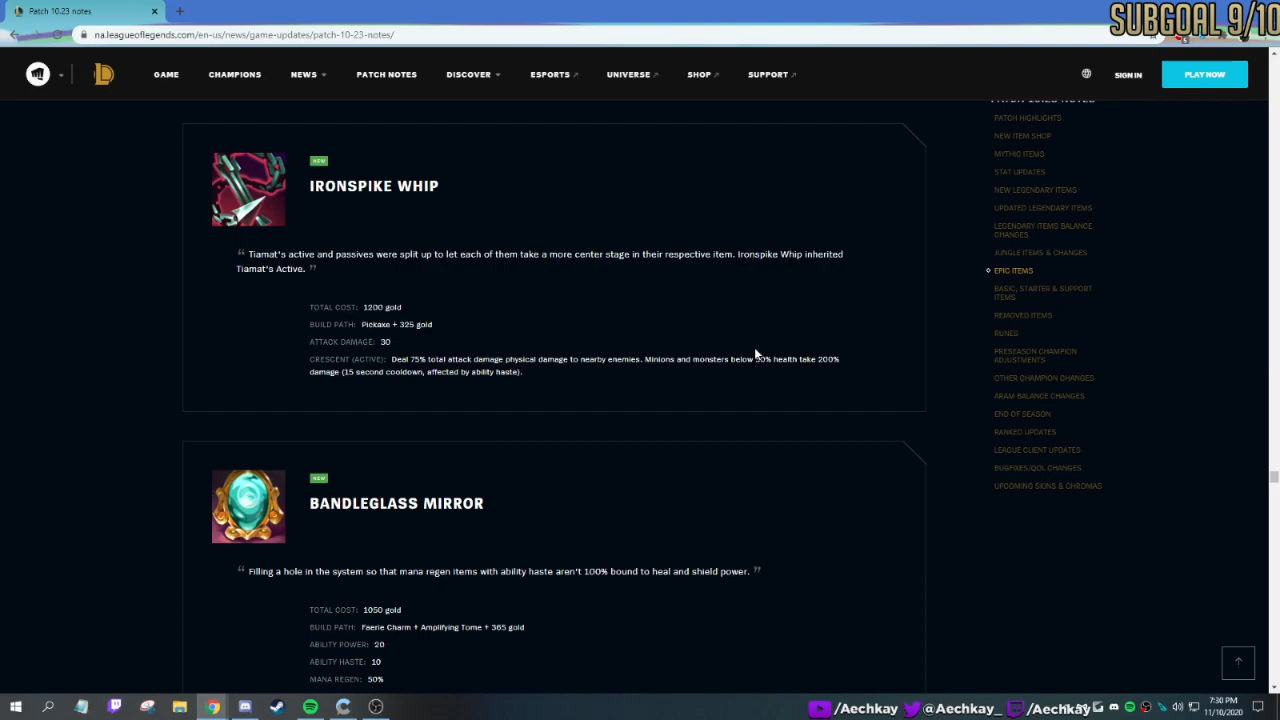 Patch 10.23 notes
SUBGOAL 9/10
na.leagueoflegends.com/en-us/news/game-updates/patch-10-23-notes/
GAME CHAMPIONS NEWS PATCH NOTES DISCOVER ESPORTS UNIVERSE SHOP SUPPORT SIGN IN PLAY NOW
PATCH 10.23 NOTES
PATCH HIGHLIGHTS
NEW ITEM SHOP
MYTHIC ITEMS
STAT UPDATES
NEW LEGENDARY ITEMS
UPDATED LEGENDARY ITEMS
LEGENDARY ITEMS BALANCE
CHANGES
JUNGLE ITEMS & CHANGES
EPIC ITEMS
BASIC, STARTER & SUPPORT
ITEMS
REMOVED ITEMS
RUNES
PRESEASON CHAMPION
ADJUSTMENTS
OTHER CHAMPION CHANGES
ARAM BALANCE CHANGES
END OF SEASON
RANKED UPDATES
LEAGUE CLIENT UPDATES
BUGFIXES/QOL CHANGES
UPCOMING SKINS & CHROMAS
NEW
IRONSPIKE WHIP
“ Tiamat's active and passives were split up to let each of them take a more center stage in their respective item. Ironspike Whip inherited
Tiamat's Active. ”
TOTAL COST: 1200 gold
BUILD PATH: Pickaxe + 325 gold
ATTACK DAMAGE: 30
CRESCENT (ACTIVE): Deal 75% total attack damage physical damage to nearby enemies. Minions and monsters below 50% health take 200%
damage (15 second cooldown, affected by ability haste).
NEW
BANDLEGLASS MIRROR
“ Filling a hole in the system so that mana regen items with ability haste aren't 100% bound to heal and shield power. ”
TOTAL COST: 1050 gold
BUILD PATH: Faerie Charm + Amplifying Tome + 365 gold
ABILITY POWER: 20
ABILITY HASTE: 10
MANA REGEN: 50%
/Aechkay @Aechkay_ /Aechkay
7:30 PM
11/10/2020